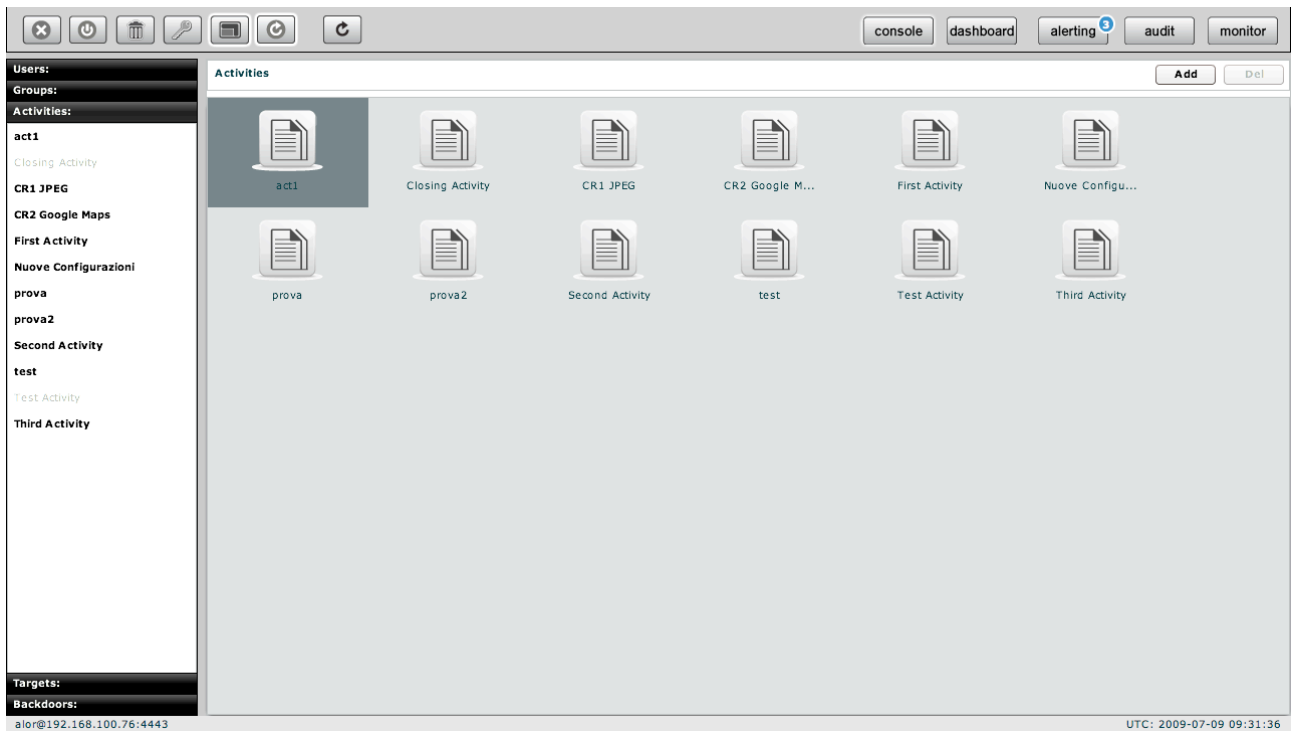 console dashboard alerting 3 audit monitor
Users:
Groups:
Activities:
act1
Closing Activity
CR1 JPEG
CR2 Google Maps
First Activity
Nuove Configurazioni
prova
prova2
Second Activity
test
Test Activity
Third Activity
Targets:
Backdoors:
Activities Add Del
act1 Closing Activity CR1 JPEG CR2 Google M... First Activity Nuove Configu...
prova prova2 Second Activity test Test Activity Third Activity
alor@192.168.100.76:4443 UTC: 2009-07-09 09:31:36